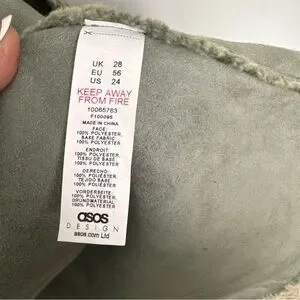 UK 28
EU 56
US 24
KEEP AWAY
FROM FIRE
10065763
F100095
MADE IN CHINA
FACE:
100% POLYESTER,
BASE FABRIC:
100% POLYESTER.
ENDROIT:
100% POLYESTER,
TISSU DE BASE:
100% POLYESTER.
DERECHO:
100% POLIÉSTER,
TEJIDO BASE:
100% POLIÉSTER.
VORDERSEITE:
100% POLYESTER,
GRUNDMATERIAL:
100% POLYESTER.
asos
DESIGN
asos.com Ltd